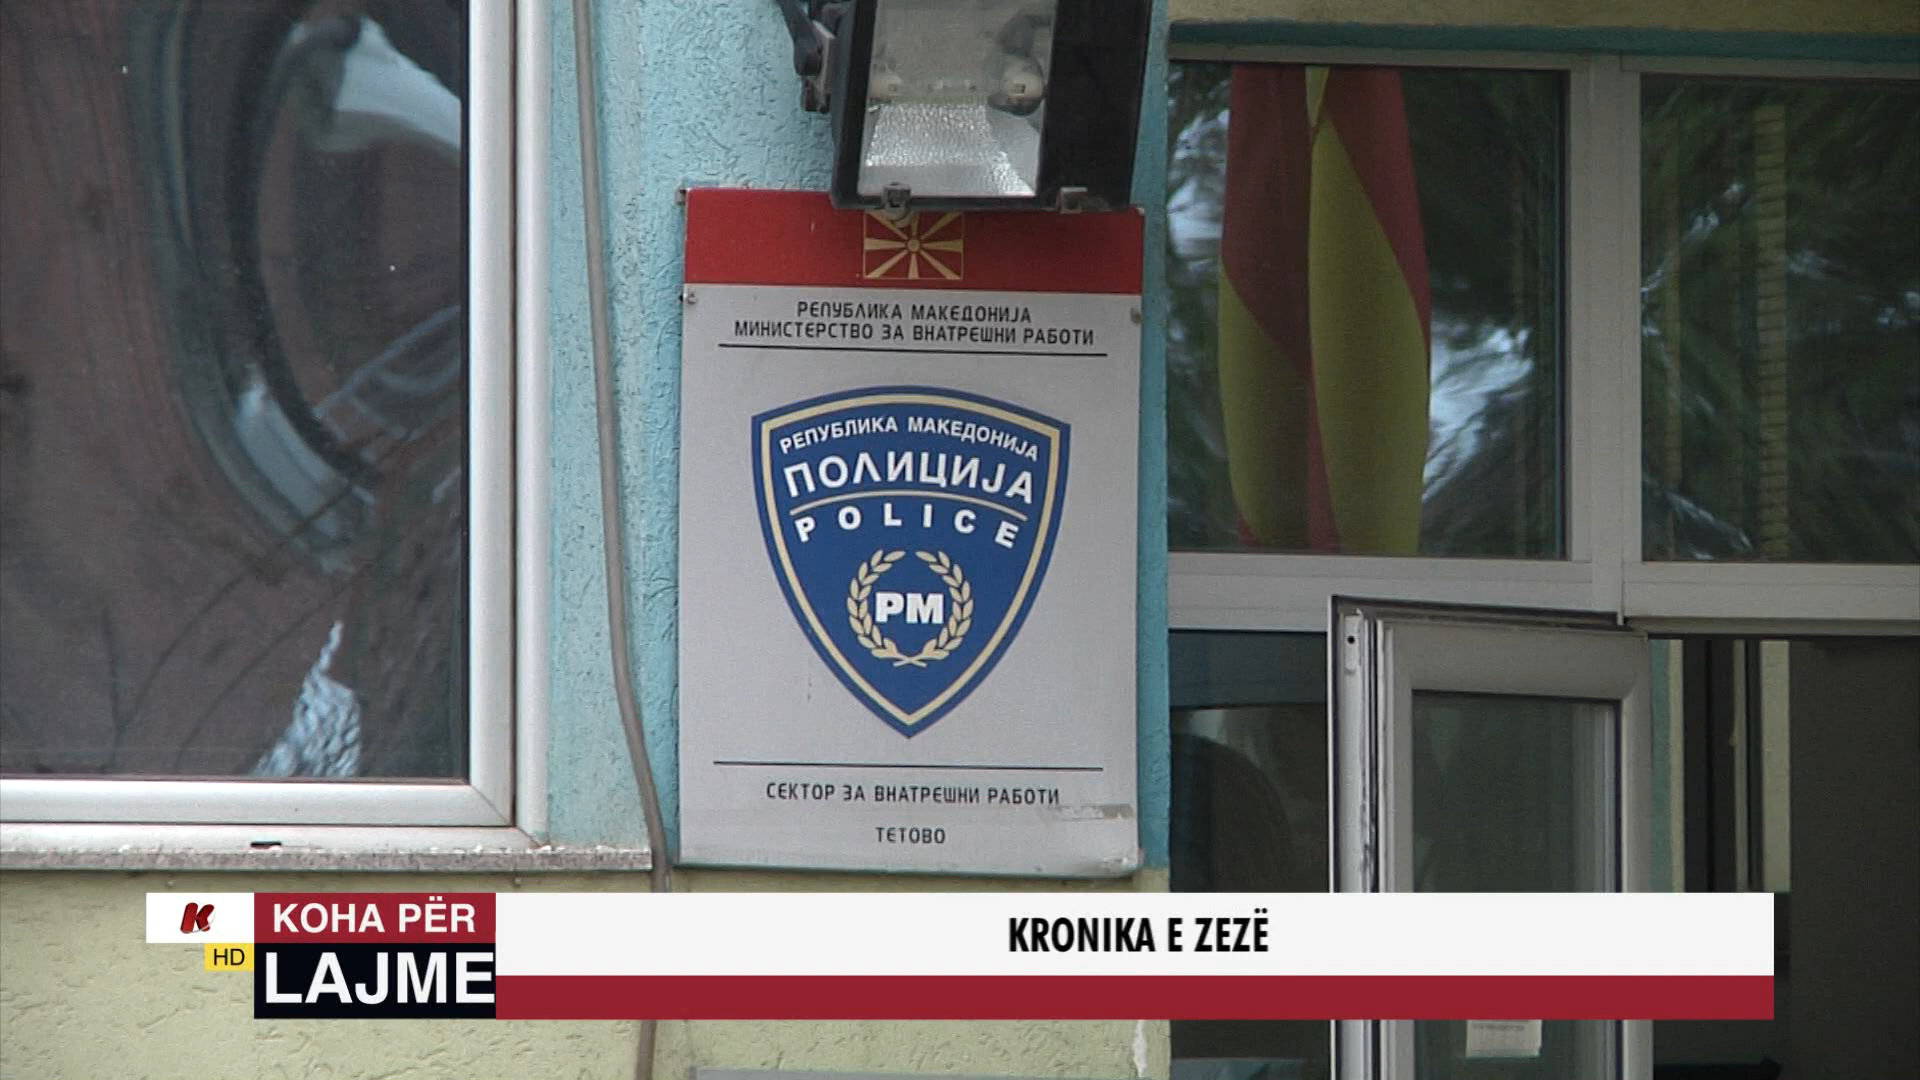 РЕПУБЛИКА МАКЕДОНИЈА
МИНИСТЕРСТВО ЗА ВНАТРЕШНИ РАБОТИ
РЕПУБЛИКА МАКЕДОНИЈА
ПОЛИЦИЈА
POLICE
РМ
СЕКТОР ЗА ВНАТРЕШНИ РАБОТИ
ТЕТОВО
K
HD
KOHA PËR
LAJME
KRONIKA E ZEZË